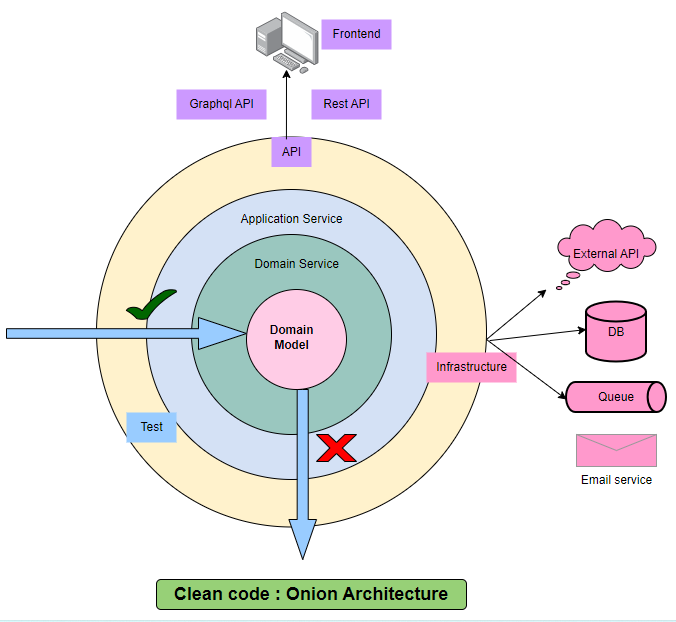 Frontend
Graphql API
Rest API
API
Application Service
Domain Service
External API
Domain
Model
DB
Infrastructure
Queue
Test
Email service
Clean code : Onion Architecture